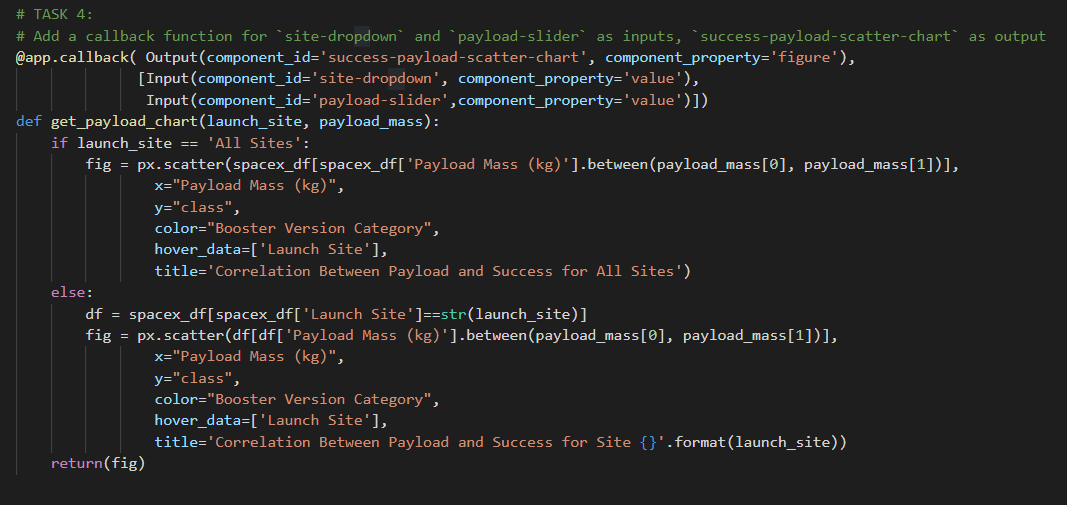 # TASK 4:
# Add a callback function for `site-dropdown` and `payload-slider` as inputs, `success-payload-scatter-chart` as output
@app.callback( Output(component_id='success-payload-scatter-chart', component_property='figure'),
              [Input(component_id='site-dropdown', component_property='value'),
               Input(component_id='payload-slider',component_property='value')])
def get_payload_chart(launch_site, payload_mass):
    if launch_site == 'All Sites':
        fig = px.scatter(spacex_df[spacex_df['Payload Mass (kg)'].between(payload_mass[0], payload_mass[1])],
                x="Payload Mass (kg)",
                y="class",
                color="Booster Version Category",
                hover_data=['Launch Site'],
                title='Correlation Between Payload and Success for All Sites')
    else:
        df = spacex_df[spacex_df['Launch Site']==str(launch_site)]
        fig = px.scatter(df[df['Payload Mass (kg)'].between(payload_mass[0], payload_mass[1])],
                x="Payload Mass (kg)",
                y="class",
                color="Booster Version Category",
                hover_data=['Launch Site'],
                title='Correlation Between Payload and Success for Site {}'.format(launch_site))
    return(fig)